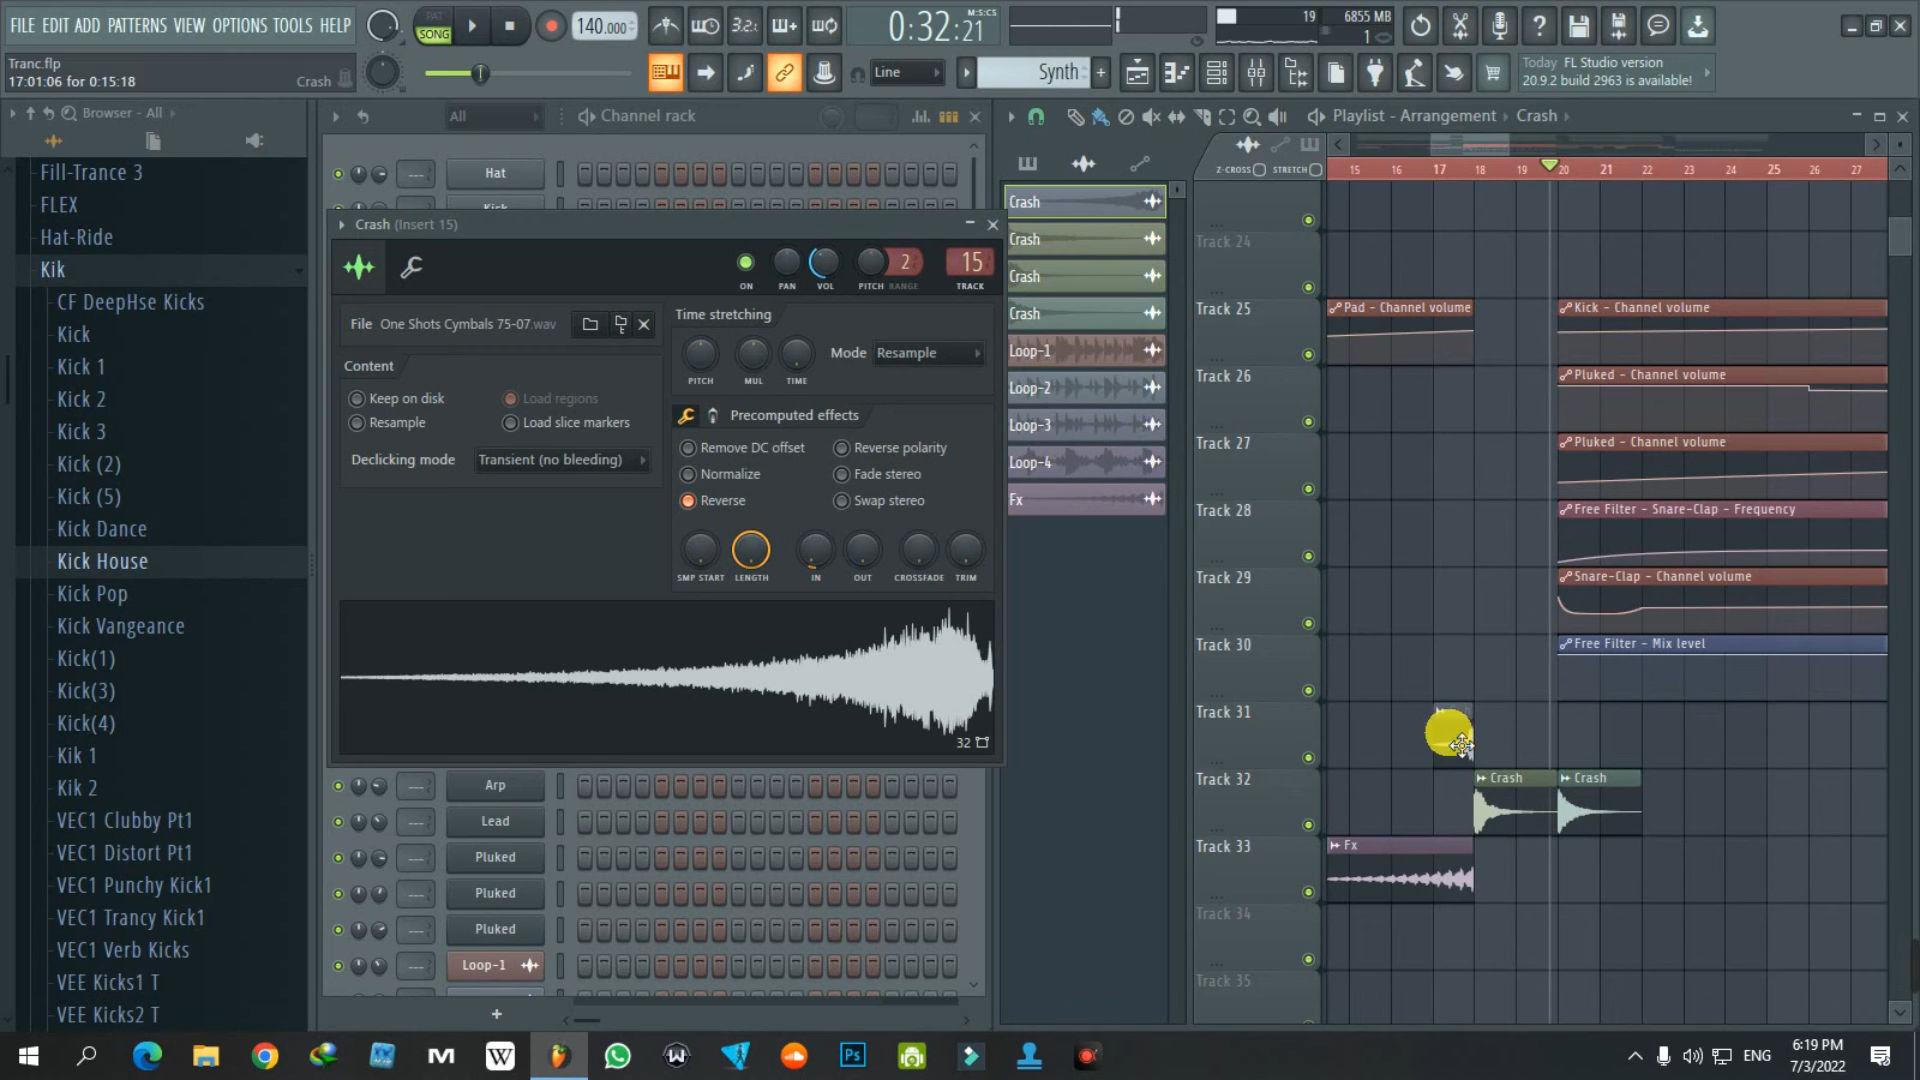 FILE EDIT ADD PATTERNS VIEW OPTIONS TOOLS HELP
PAT
SONG
140.000
3.2.
0:32:21
M:S:CS
19
6855 MB
1
Tranc.flp
17:01:06 for 0:15:18
Crash
Line
Synth
Today FL Studio version
20.9.2 build 2963 is available!
Browser - All
Fill-Trance 3
FLEX
Hat-Ride
Kik
CF DeepHse Kicks
Kick
Kick 1
Kick 2
Kick 3
Kick (2)
Kick (5)
Kick Dance
Kick House
Kick Pop
Kick Vangeance
Kick(1)
Kick(3)
Kick(4)
Kik 1
Kik 2
VEC1 Clubby Pt1
VEC1 Distort Pt1
VEC1 Punchy Kick1
VEC1 Trancy Kick1
VEC1 Verb Kicks
VEE Kicks1 T
VEE Kicks2 T
All
Channel rack
Hat
Kick
Crash (Insert 15)
ON
PAN
VOL
PITCH
RANGE
2
15
TRACK
File One Shots Cymbals 75-07.wav
Content
Keep on disk
Resample
Load regions
Load slice markers
Declicking mode
Transient (no bleeding)
Time stretching
PITCH
MUL
TIME
Mode
Resample
Precomputed effects
Remove DC offset
Reverse polarity
Normalize
Fade stereo
Reverse
Swap stereo
SMP START
LENGTH
IN
OUT
CROSSFADE
TRIM
32
Arp
Lead
Pluked
Pluked
Pluked
Loop-1
Playlist - Arrangement
Crash
Z-CROSS
STRETCH
15 16 17 18 19 20 21 22 23 24 25 26 27
Crash
Crash
Crash
Crash
Loop-1
Loop-2
Loop-3
Loop-4
Fx
Track 24
Track 25
Pad - Channel volume
Kick - Channel volume
Track 26
Pluked - Channel volume
Track 27
Pluked - Channel volume
Track 28
Free Filter - Snare-Clap - Frequency
Track 29
Snare-Clap - Channel volume
Track 30
Free Filter - Mix level
Track 31
Track 32
Crash
Crash
Track 33
Fx
Track 34
Track 35
M
W
Ps
ENG
6:19 PM
7/3/2022